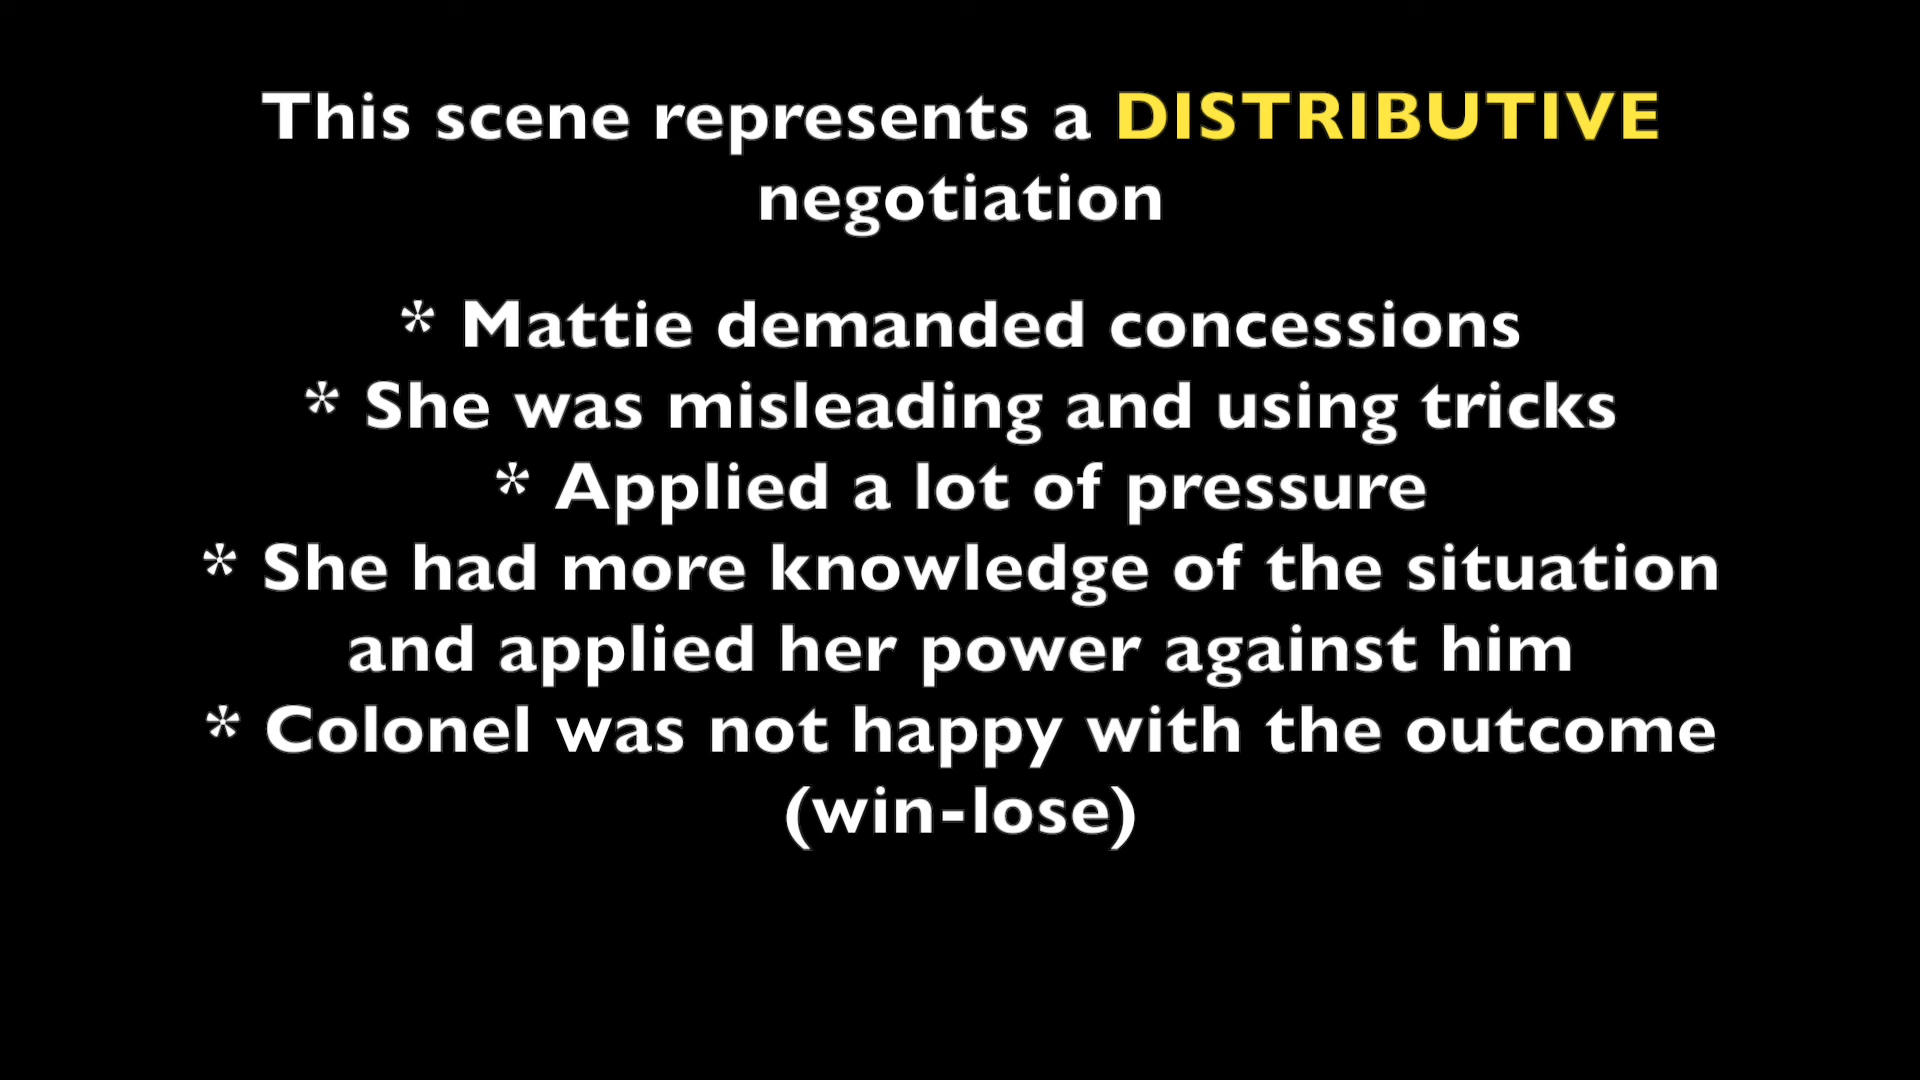 This scene represents a DISTRIBUTIVE
negotiation
* Mattie demanded concessions
* She was misleading and using tricks
* Applied a lot of pressure
* She had more knowledge of the situation
and applied her power against him
* Colonel was not happy with the outcome
(win-lose)